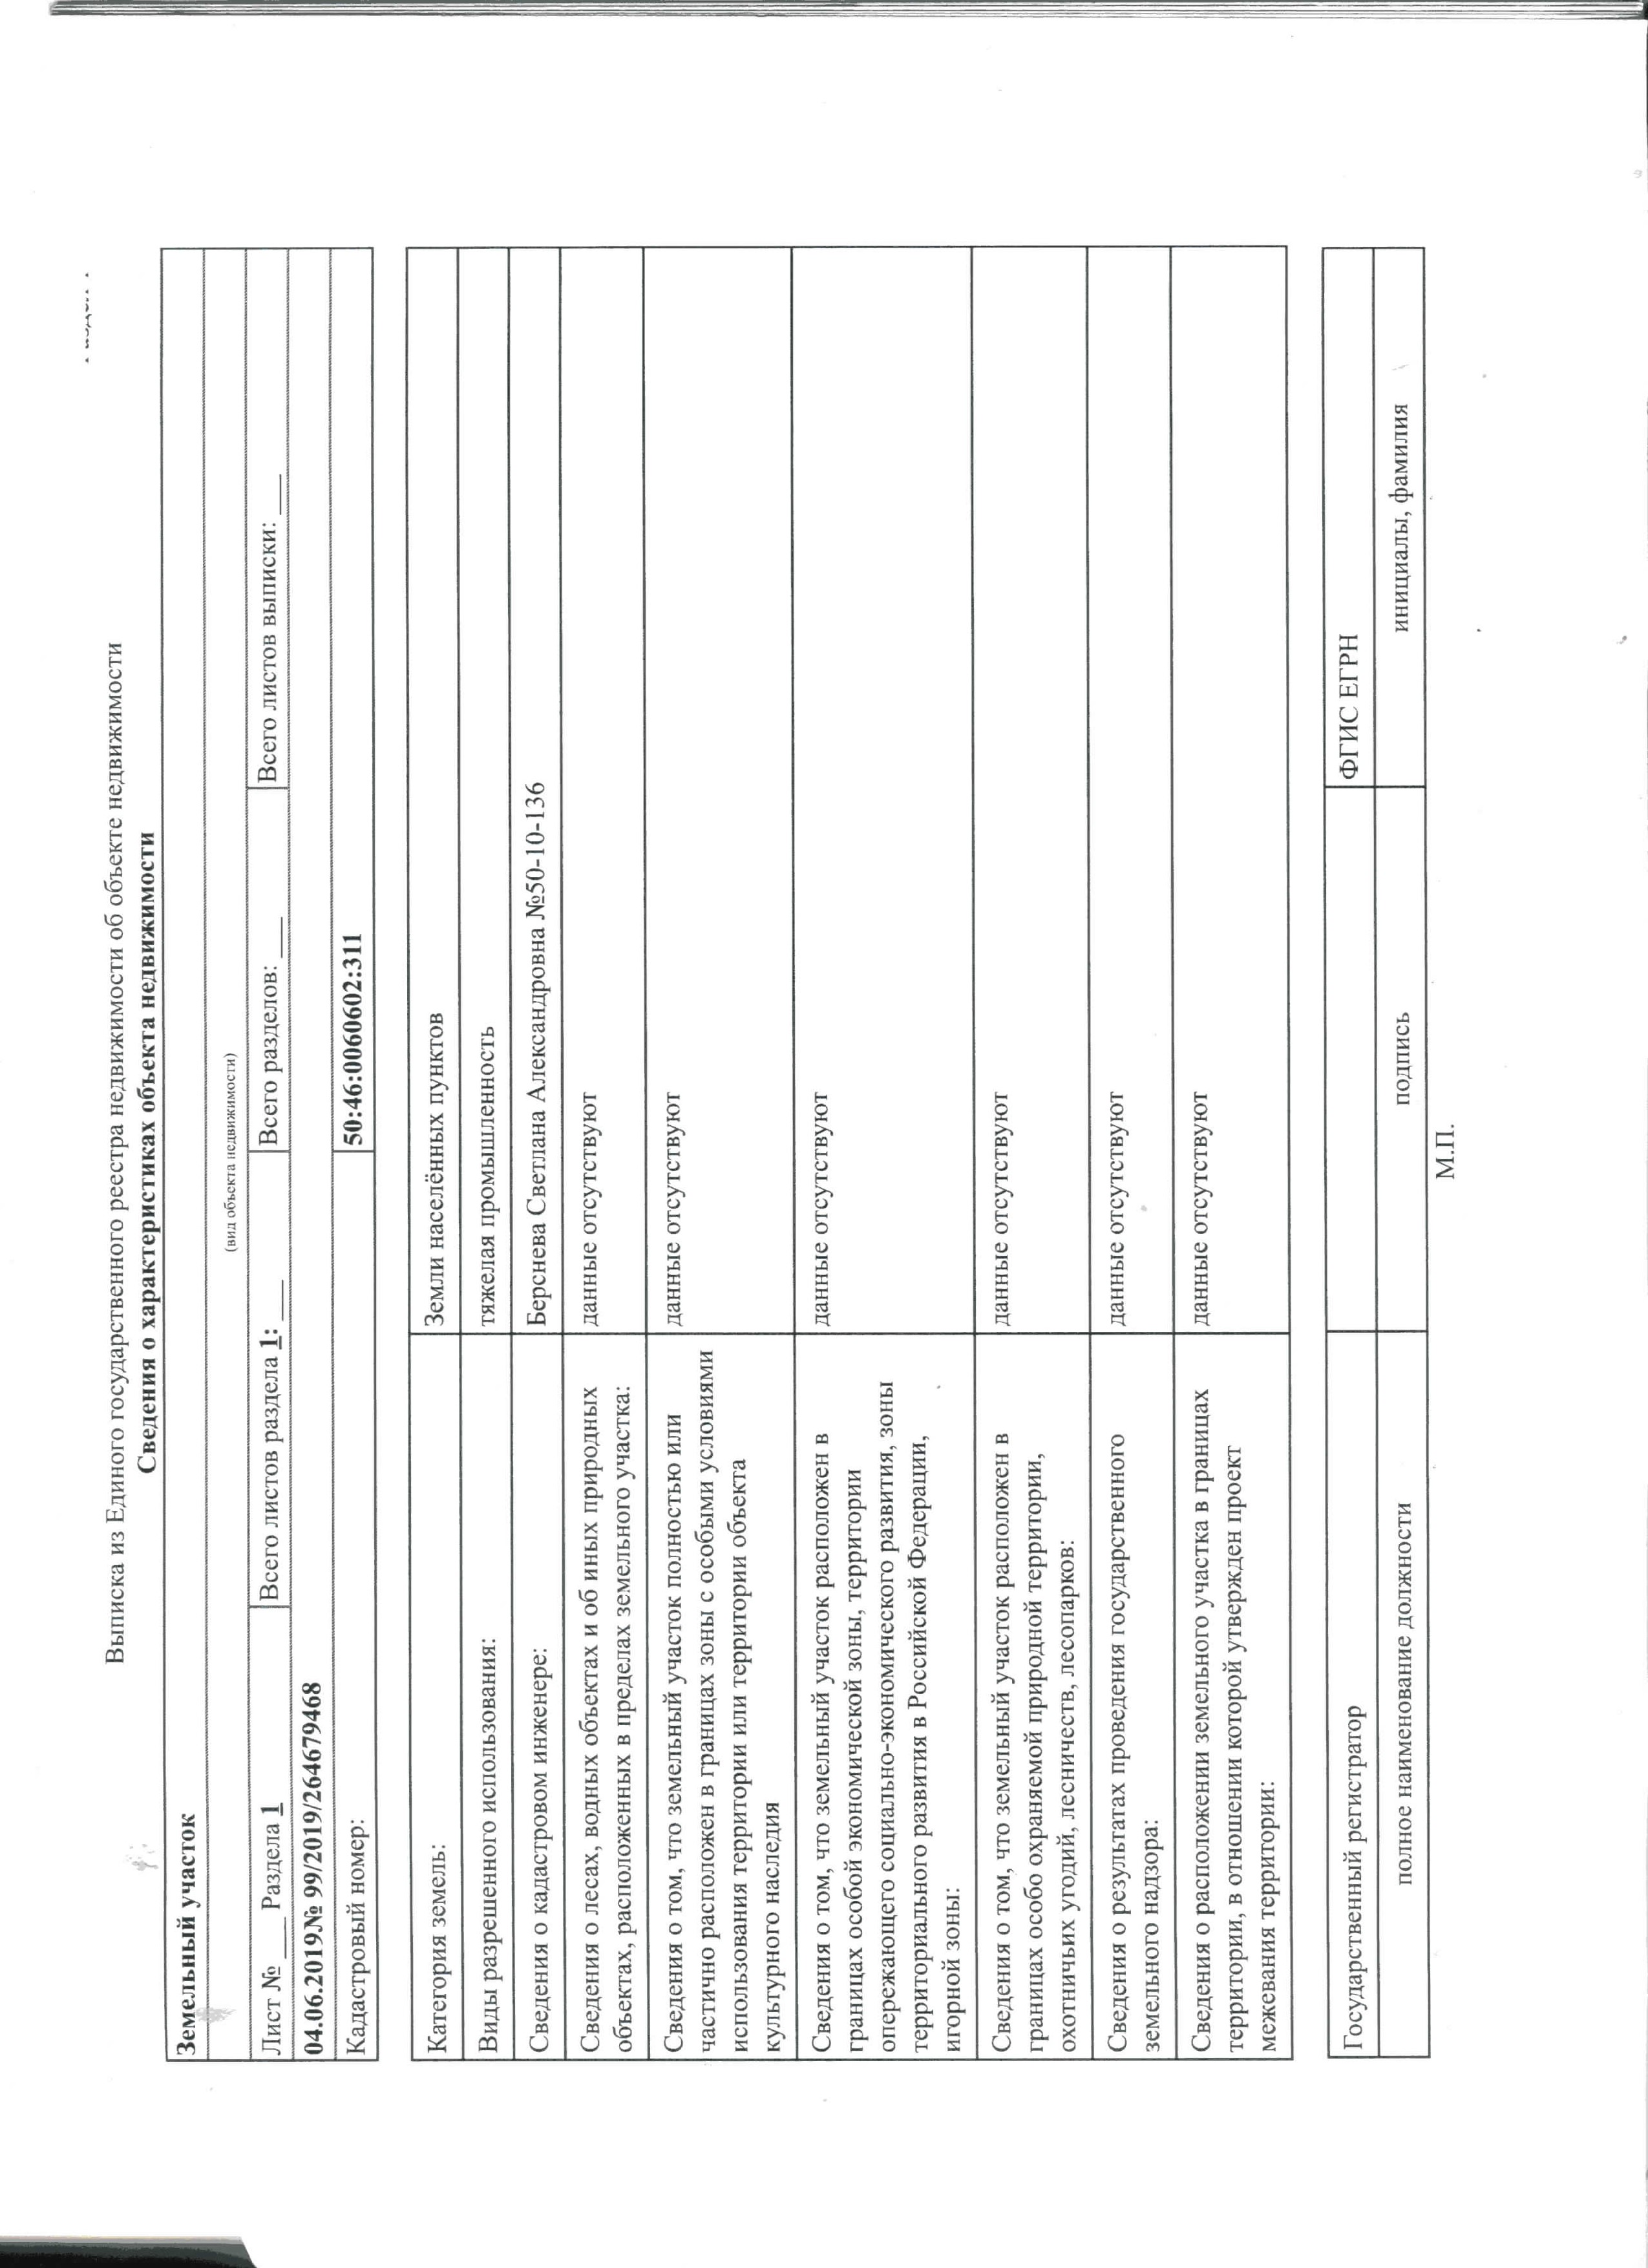 Выписка из Единого государственного реестра недвижимости об объекте недвижимости
Сведения о характеристиках объекта недвижимости
Земельный участок
(вид объекта недвижимости)
Лист № ___ Раздела 1 Всего листов раздела 1: ___ Всего разделов: ___ Всего листов выписки: ___
04.06.2019№ 99/2019/264679468
Кадастровый номер: 50:46:0060602:311
Категория земель: Земли населённых пунктов
Виды разрешенного использования: тяжелая промышленность
Сведения о кадастровом инженере: Берснева Светлана Александровна №50-10-136
Сведения о лесах, водных объектах и об иных природных данные отсутствуют
объектах, расположенных в пределах земельного участка:
Сведения о том, что земельный участок полностью или данные отсутствуют
частично расположен в границах зоны с особыми условиями
использования территории или территории объекта
культурного наследия
Сведения о том, что земельный участок расположен в данные отсутствуют
границах особой экономической зоны, территории
опережающего социально-экономического развития, зоны
территориального развития в Российской Федерации,
игорной зоны:
Сведения о том, что земельный участок расположен в данные отсутствуют
границах особо охраняемой природной территории,
охотничьих угодий, лесничеств, лесопарков:
Сведения о результатах проведения государственного данные отсутствуют
земельного надзора:
Сведения о расположении земельного участка в границах данные отсутствуют
территории, в отношении которой утвержден проект
межевания территории:
Государственный регистратор ФГИС ЕГРН
полное наименование должности подпись инициалы, фамилия
М.П.